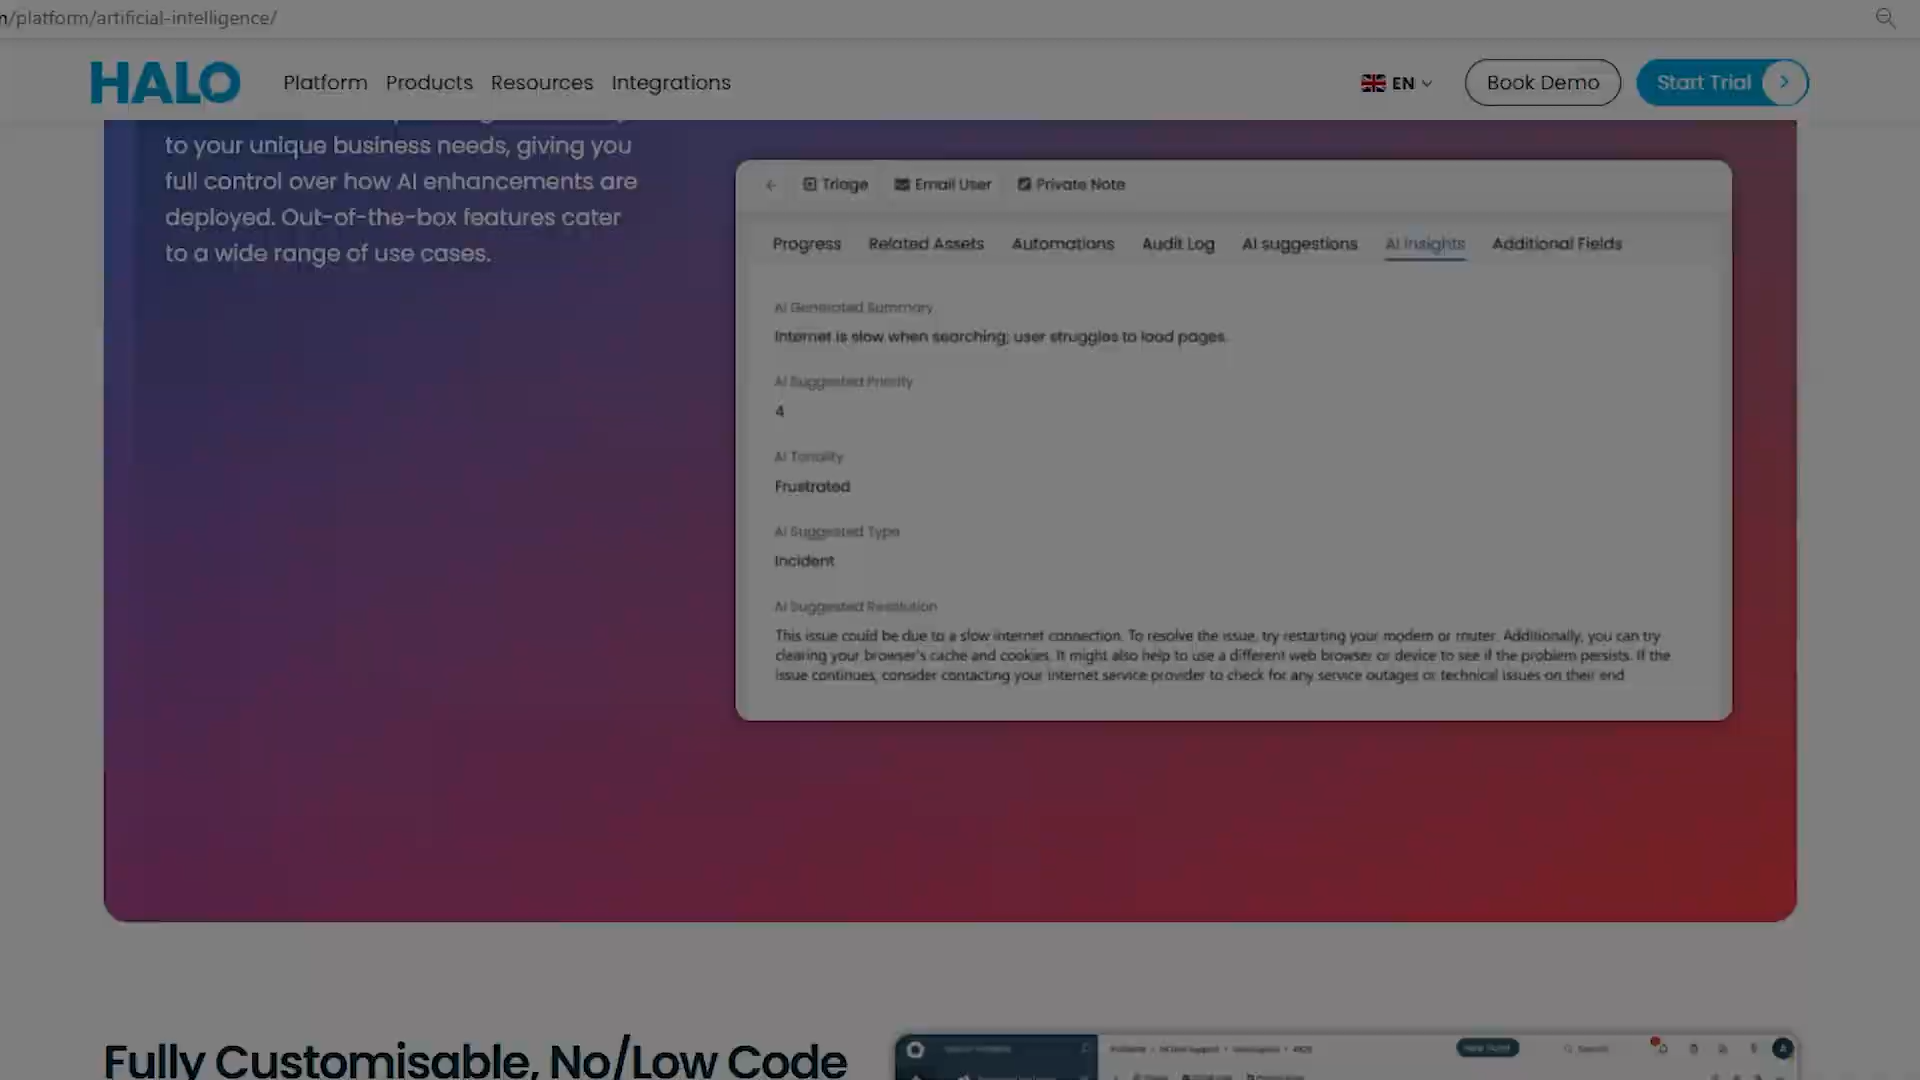 /platform/artificial-intelligence/
HALO
Platform
Products
Resources
Integrations
EN
Book Demo
Start Trial
to your unique business needs, giving you
full control over how AI enhancements are
deployed. Out-of-the-box features cater
to a wide range of use cases.
Triage
Email User
Private Note
Progress
Related Assets
Automations
Audit Log
AI suggestions
AI Insights
Additional Fields
AI Generated Summary
Internet is slow when searching; user struggles to load pages.
AI Suggested Priority
4
AI Tonality
Frustrated
AI Suggested Type
Incident
AI Suggested Resolution
This issue could be due to a slow internet connection. To resolve the issue, try restarting your modem or router. Additionally, you can try
clearing your browser's cache and cookies. It might also help to use a different web browser or device to see if the problem persists. If the
issue continues, consider contacting your internet service provider to check for any service outages or technical issues on their end
Fully Customisable, No/Low Code